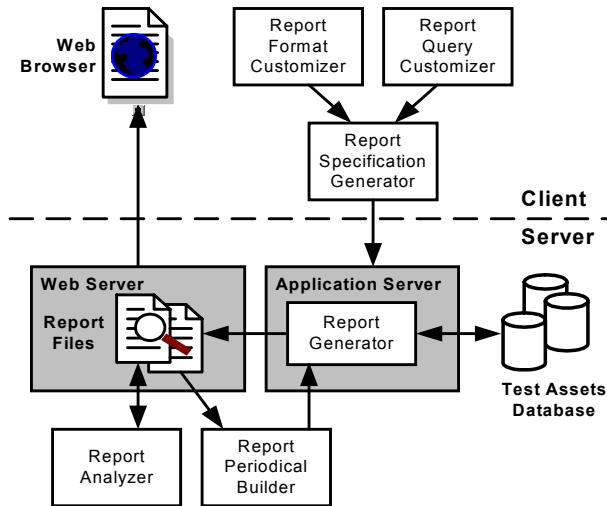 Web
Browser
Report
Format
Customizer
Report
Query
Customizer
Report
Specification
Generator
Client
Server
Web Server
Report
Files
Application Server
Report
Generator
Test Assets
Database
Report
Analyzer
Report
Periodical
Builder